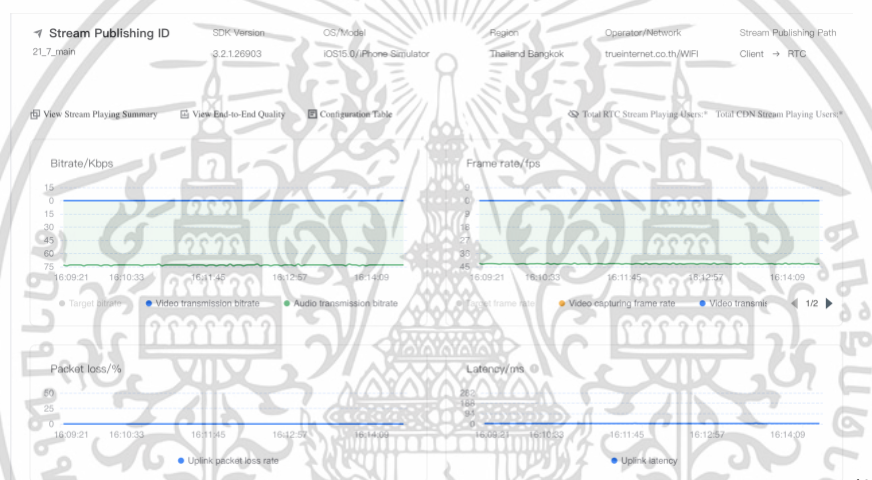 Stream Publishing ID SDK Version OS/Model Region Operator/Network Stream Publishing Path
21_7_main 3.2.1.26903 iOS15.0/iPhone Simulator Thailand Bangkok trueinternet.co.th/WIFI Client → RTC
View Stream Playing Summary View End-to-End Quality Configuration Table Total RTC Stream Playing Users:* Total CDN Stream Playing Users:*
Bitrate/Kbps
15
0
15
30
45
60
75
16:09:21 16:10:33 16:11:45 16:12:57 16:14:09
Target bitrate Video transmission bitrate Audio transmission bitrate
Frame rate/fps
9
0
18
27
36
45
16:09:21 16:10:33 16:11:45 16:12:57 16:14:09
Target frame rate Video capturing frame rate Video transmis 1/2
Packet loss/%
50
25
0
16:09:21 16:10:33 16:11:45 16:12:57 16:14:09
Uplink packet loss rate
Latency/ms
0
16:09:21 16:10:33 16:11:45 16:12:57 16:14:09
Uplink latency